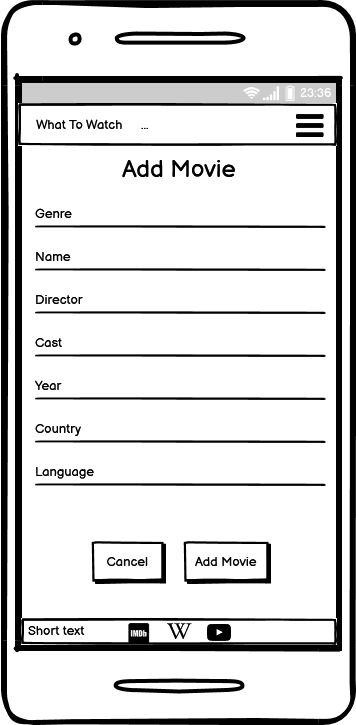 23:36
What To Watch ...
Add Movie
Genre
Name
Director
Cast
Year
Country
Language
Cancel Add Movie
Short text IMDb W